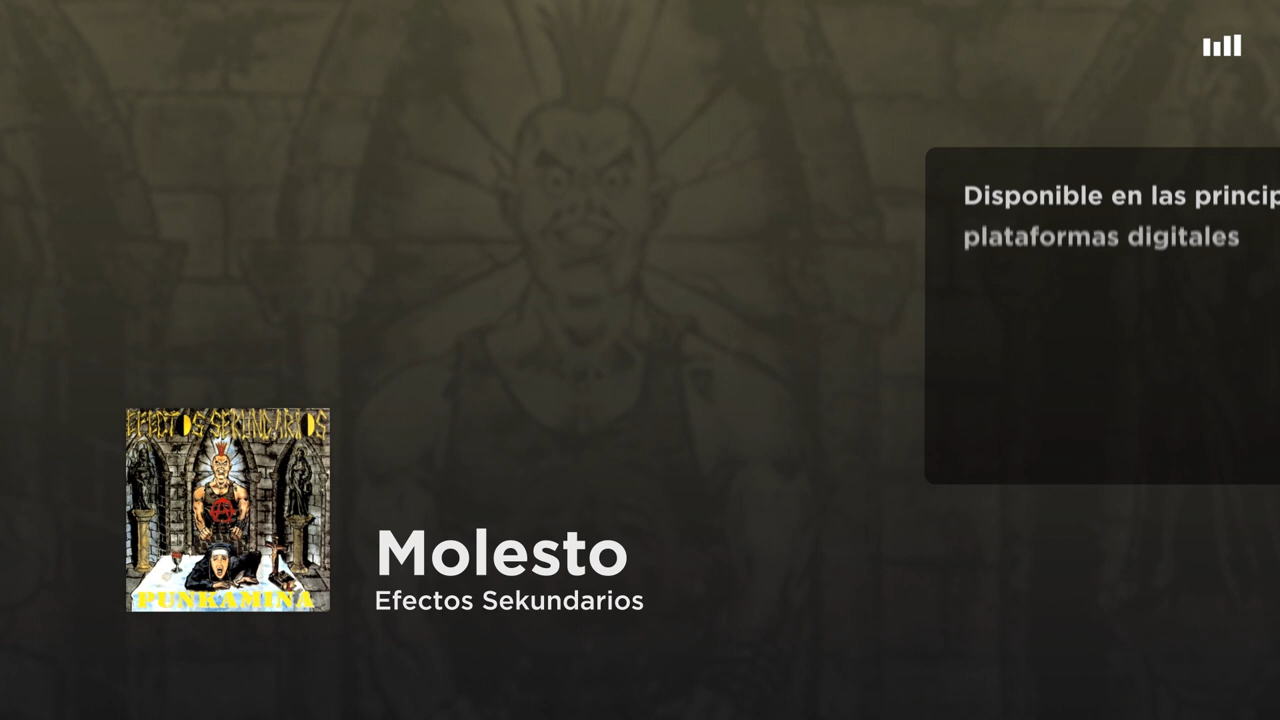 Disponible en las princip
plataformas digitales
EFECTOS SEKUNDARIOS
PUNKAMINA
Molesto
Efectos Sekundarios